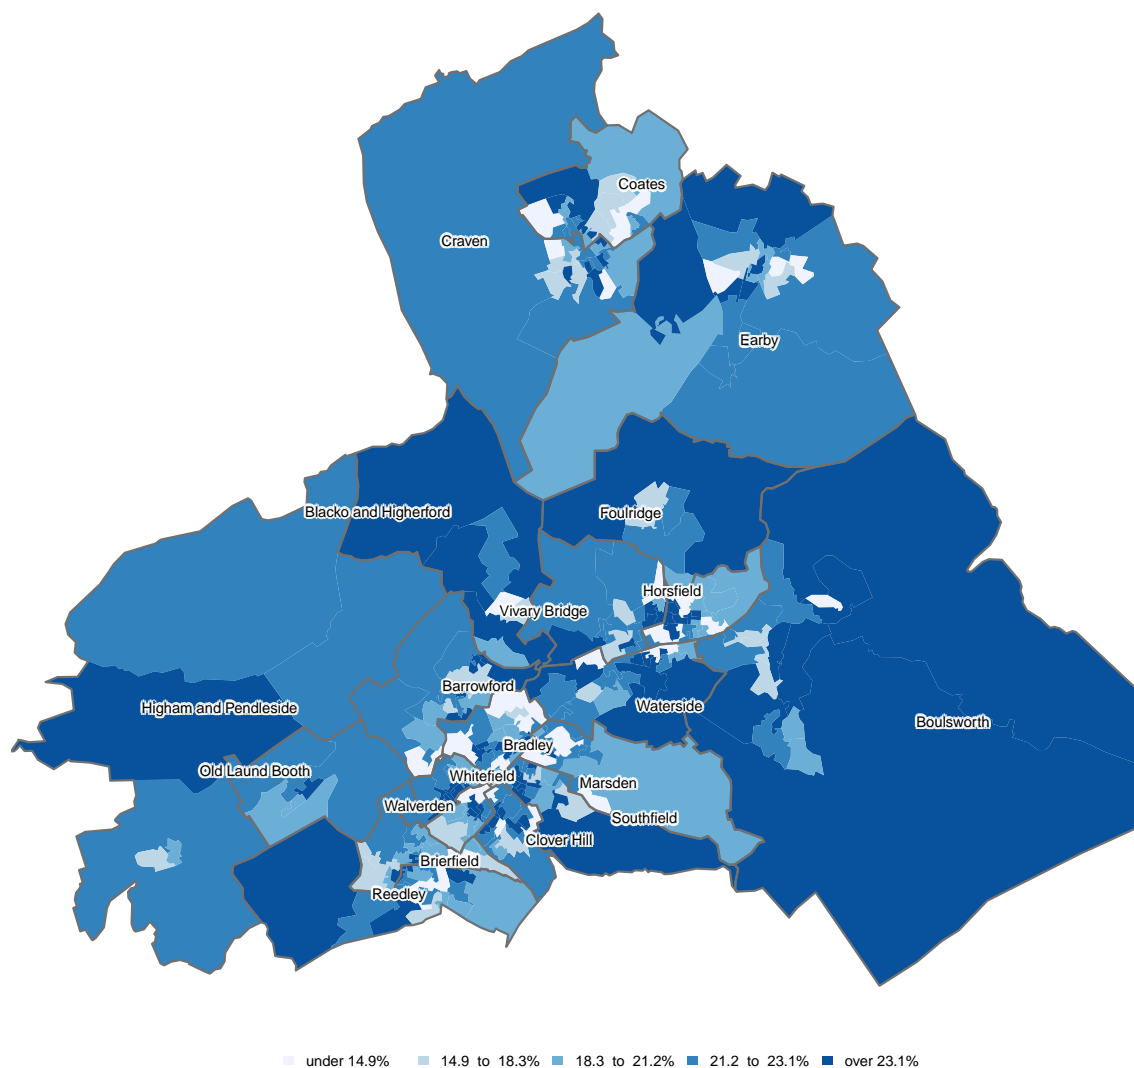 Coates
Craven
Earby
Blacko and Higherford
Foulridge
Horsfield
Vivary Bridge
Barrowford
Waterside
Higham and Pendleside
Boulsworth
Bradley
Old Laund Booth
Whitefield
Marsden
Walverden
Southfield
Clover Hill
Brierfield
Reedley
under 14.9% 14.9 to 18.3% 18.3 to 21.2% 21.2 to 23.1% over 23.1%